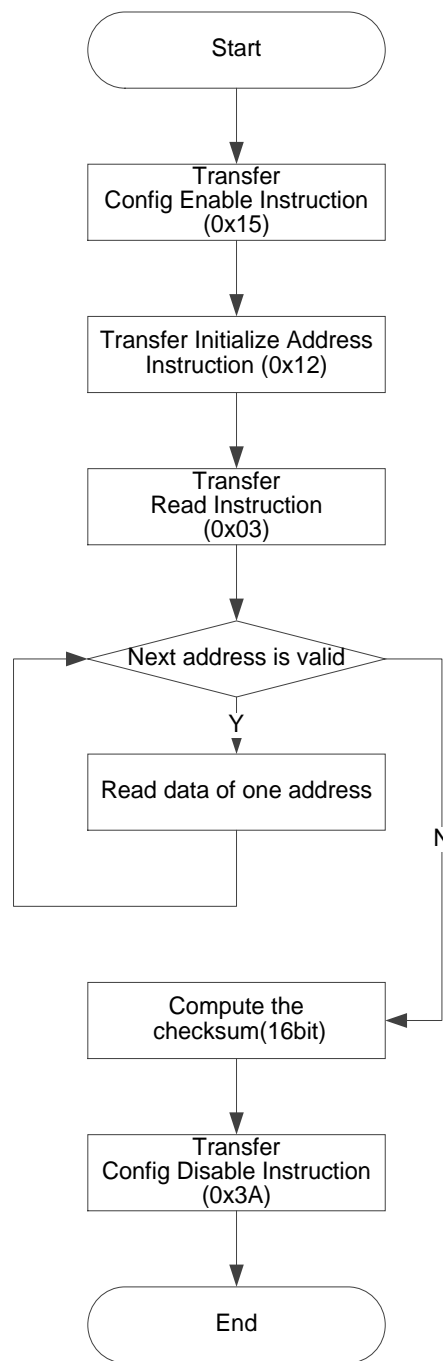 Start
Transfer
Config Enable Instruction
(0x15)
Transfer Initialize Address
Instruction (0x12)
Transfer
Read Instruction
(0x03)
Next address is valid
Y
Read data of one address
N
Compute the
checksum(16bit)
Transfer
Config Disable Instruction
(0x3A)
End